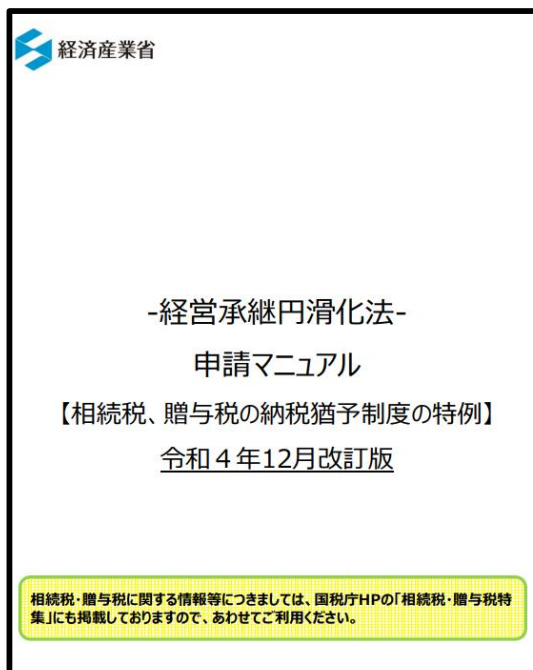 経済産業省
-経営承継円滑化法-
申請マニュアル
【相続税、贈与税の納税猶予制度の特例】
令和４年12月改訂版
相続税・贈与税に関する情報等につきましては、国税庁HPの「相続税・贈与税特
集」にも掲載しておりますので、あわせてご利用ください。